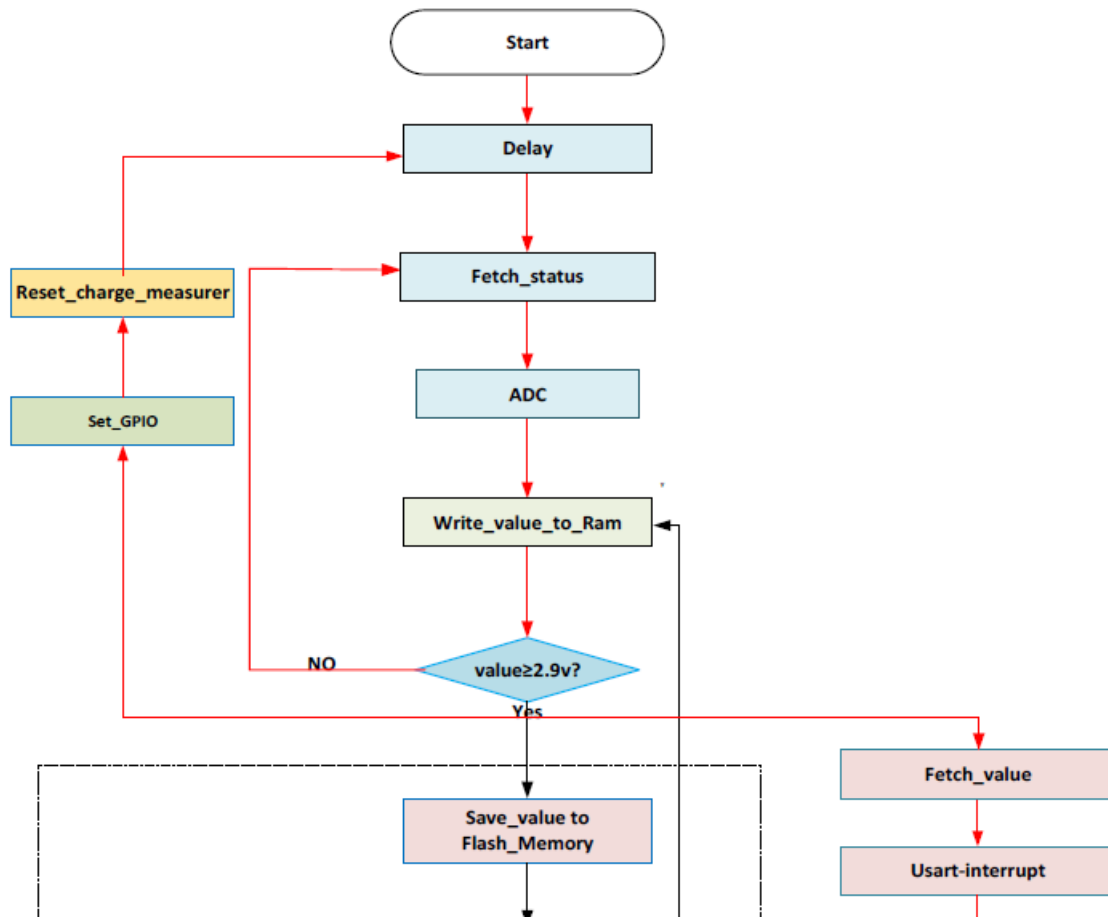 Start
Delay
Fetch_status
Reset_charge_measurer
ADC
Set_GPIO
Write_value_to_Ram
NO
value≥2.9v?
Yes
Fetch_value
Save_value to
Flash_Memory
Usart-interrupt